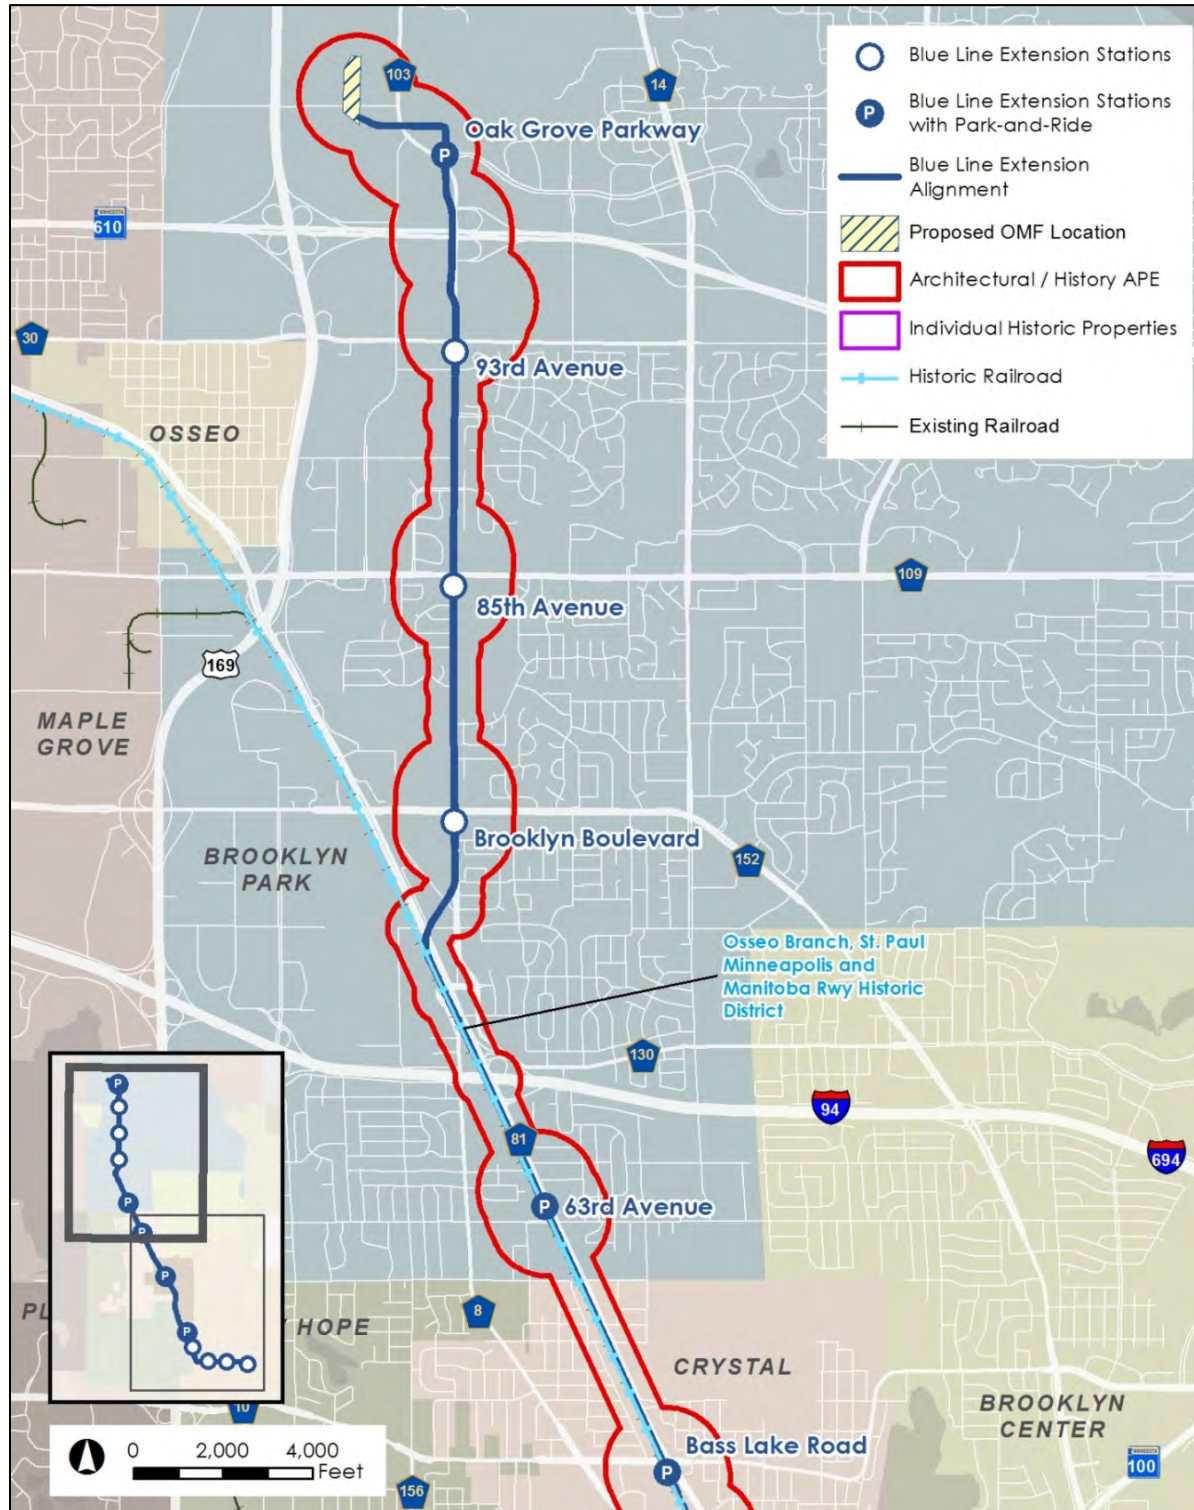 103
14
Oak Grove Parkway
P
MINNESOTA
610
30
93rd Avenue
OSSEO
109
85th Avenue
169
MAPLE
GROVE
Brooklyn Boulevard
BROOKLYN
PARK
152
Osseo Branch, St. Paul
Minneapolis and
Manitoba Rwy Historic
District
130
94
81
694
P
63rd Avenue
8
HOPE
CRYSTAL
BROOKLYN
CENTER
Bass Lake Road
P
MINNESOTA
100
10
156
Blue Line Extension Stations
P
Blue Line Extension Stations
with Park-and-Ride
Blue Line Extension
Alignment
Proposed OMF Location
Architectural / History APE
Individual Historic Properties
Historic Railroad
Existing Railroad
P
P
P
P
P
0 2,000 4,000
Feet